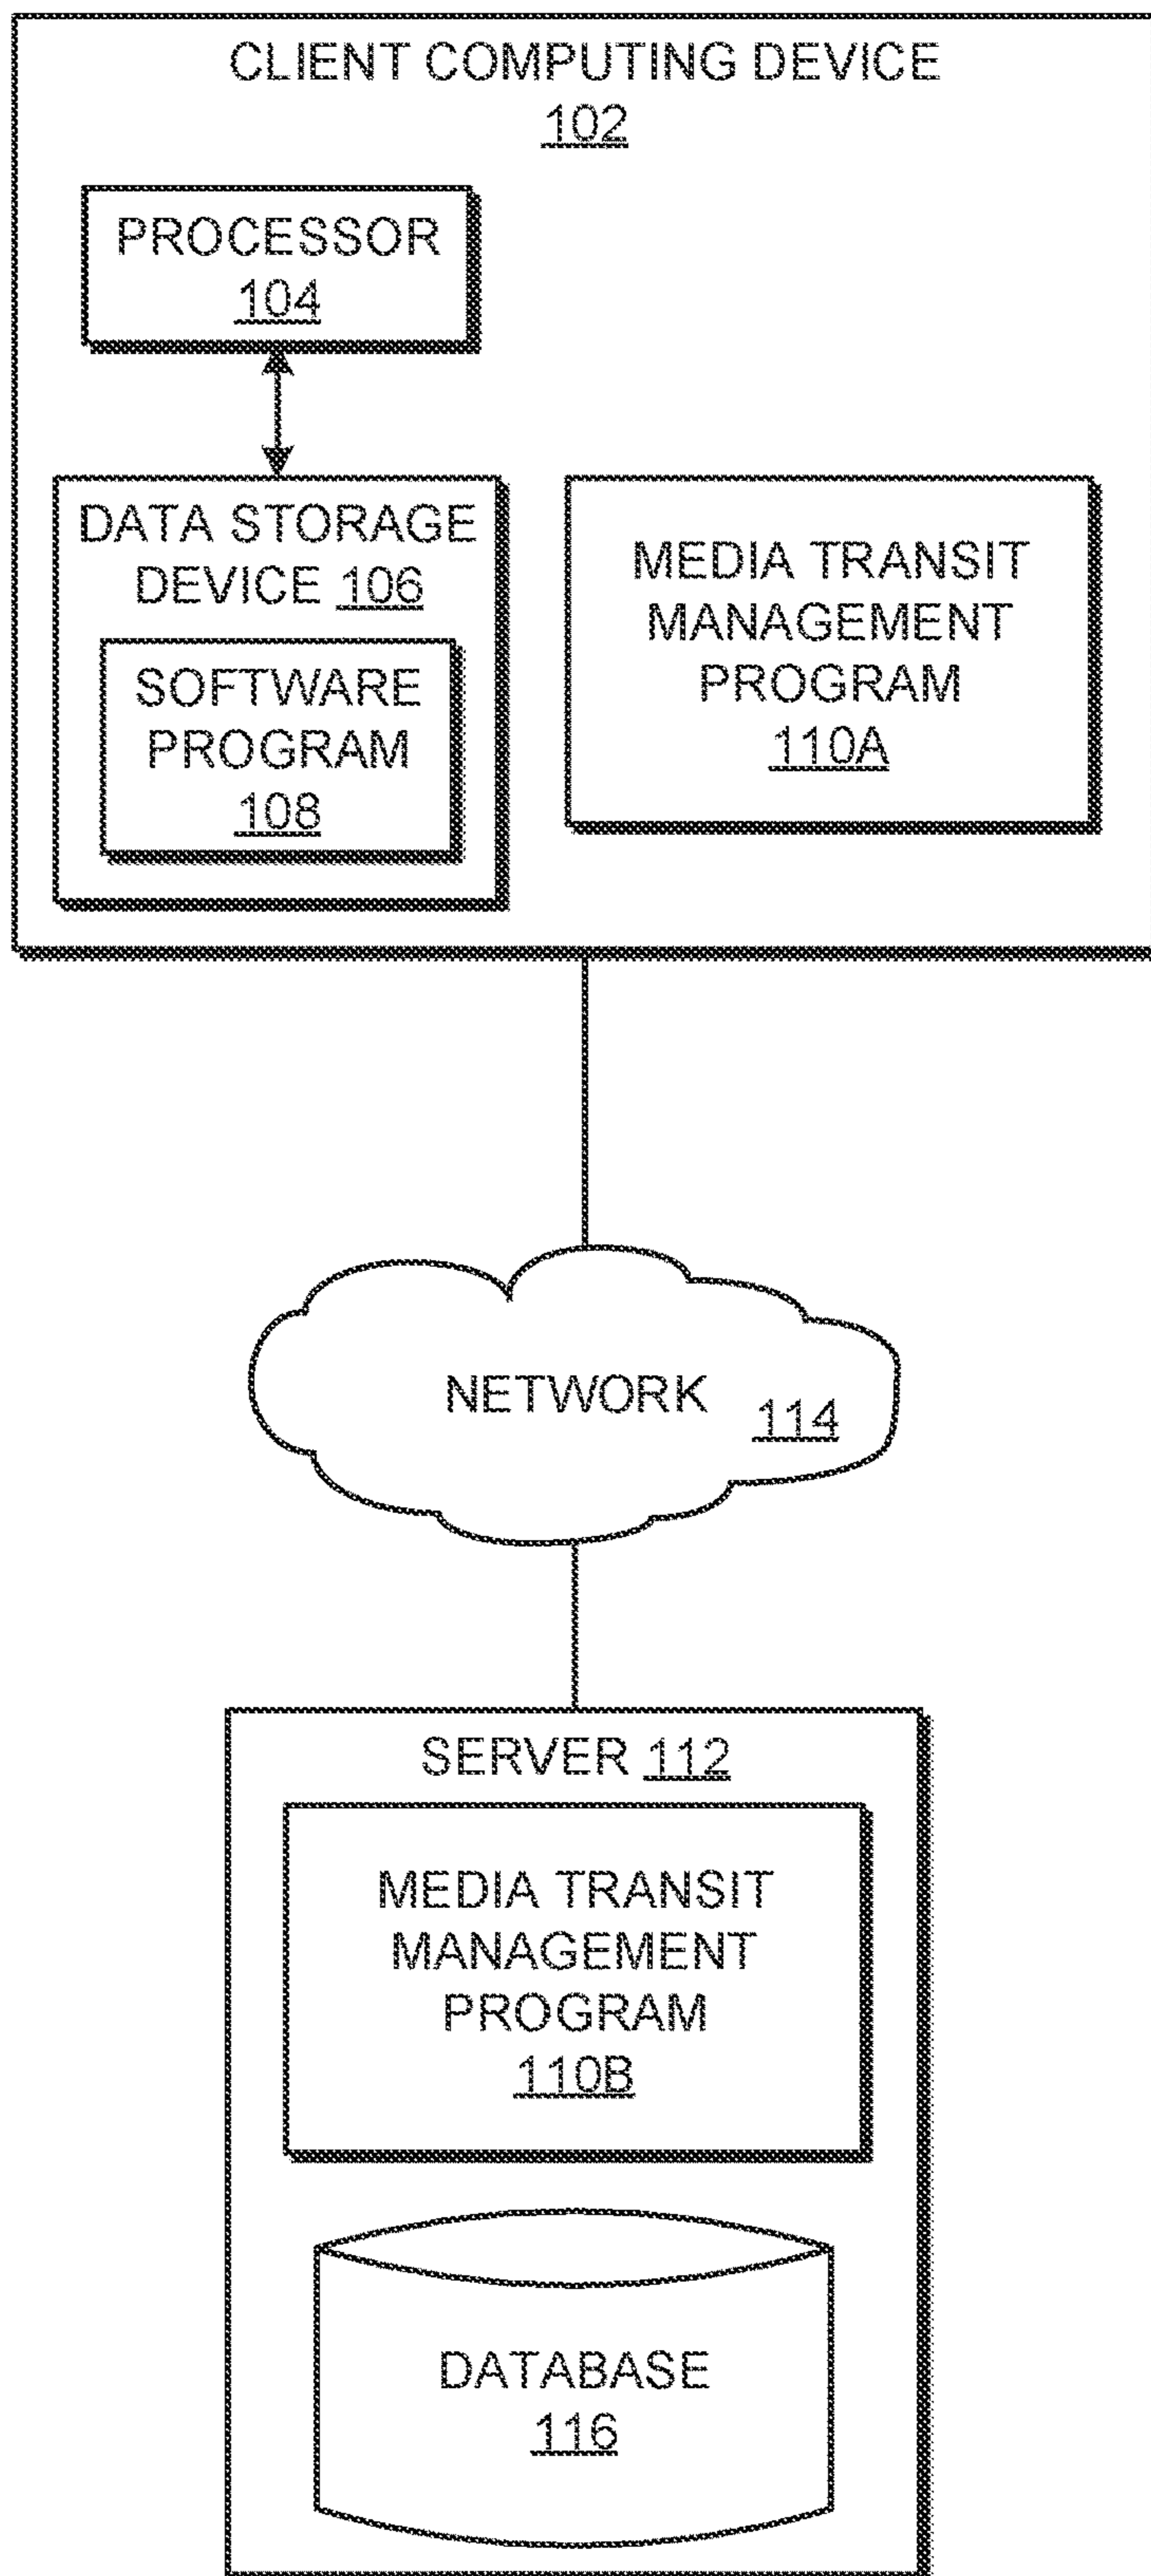 CLIENT COMPUTING DEVICE
102
PROCESSOR
104
DATA STORAGE
DEVICE 106
SOFTWARE
PROGRAM
108
MEDIA TRANSIT
MANAGEMENT
PROGRAM
110A
NETWORK 114
SERVER 112
MEDIA TRANSIT
MANAGEMENT
PROGRAM
110B
DATABASE
116